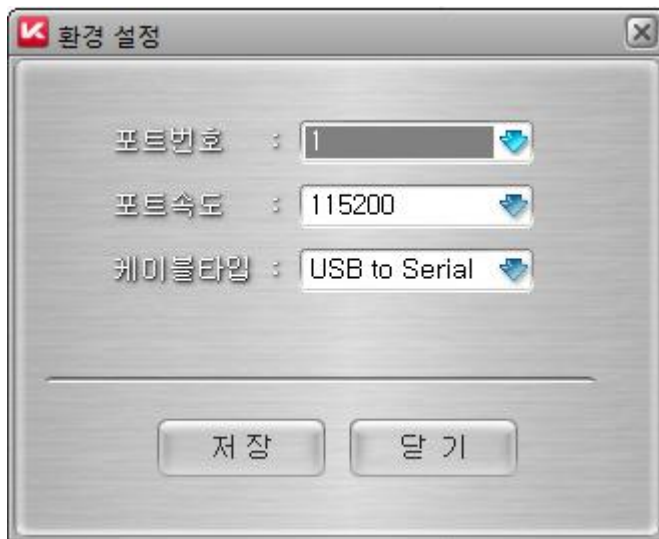 환경 설정
포트번호 : 1
포트속도 : 115200
케이블타입 : USB to Serial
저장 닫기